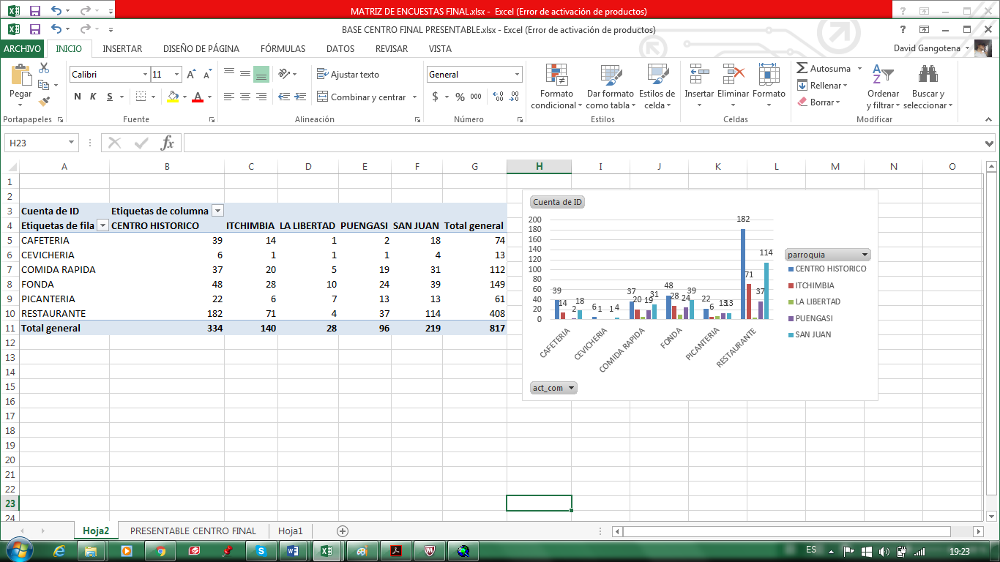 MATRIZ DE ENCUESTAS FINAL.xlsx - Excel (Error de activación de productos)
BASE CENTRO FINAL PRESENTABLE.xlsx - Excel (Error de activación de productos)
ARCHIVO INICIO INSERTAR DISEÑO DE PÁGINA FÓRMULAS DATOS REVISAR VISTA David Gangotena
Calibri 11 Ajustar texto General Autosuma
Pegar Formato condicional Dar formato como tabla Estilos de celda Insertar Eliminar Formato Rellenar Ordenar y filtrar Buscar y seleccionar
N K S Combinar y centrar $ % 000 Borrar
Portapapeles Fuente Alineación Número Estilos Celdas Modificar
H23 fx
A B C D E F G H I J K L M N O
1
2
3 Cuenta de ID Etiquetas de columna
4 Etiquetas de fila CENTRO HISTORICO ITCHIMBIA LA LIBERTAD PUENGASI SAN JUAN Total general
5 CAFETERIA 39 14 1 2 18 74
6 CEVICHERIA 6 1 1 1 4 13
7 COMIDA RAPIDA 37 20 5 19 31 112
8 FONDA 48 28 10 24 39 149
9 PICANTERIA 22 6 7 13 13 61
10 RESTAURANTE 182 71 4 37 114 408
11 Total general 334 140 28 96 219 817
12
13
14
15
16
17
18
19
20
21
22
23
24
Cuenta de ID
200
180
160
140
120
100
80
60
40
20
0
39 14 2 18
6 1 1 4
37 20 19 31
48 28 24 39
22 6 13 13
182 71 37 114
CAFETERIA CEVICHERIA COMIDA RAPIDA FONDA PICANTERIA RESTAURANTE
parroquia
CENTRO HISTORICO
ITCHIMBIA
LA LIBERTAD
PUENGASI
SAN JUAN
act_com
Hoja2 PRESENTABLE CENTRO FINAL Hoja1
ES 19:23